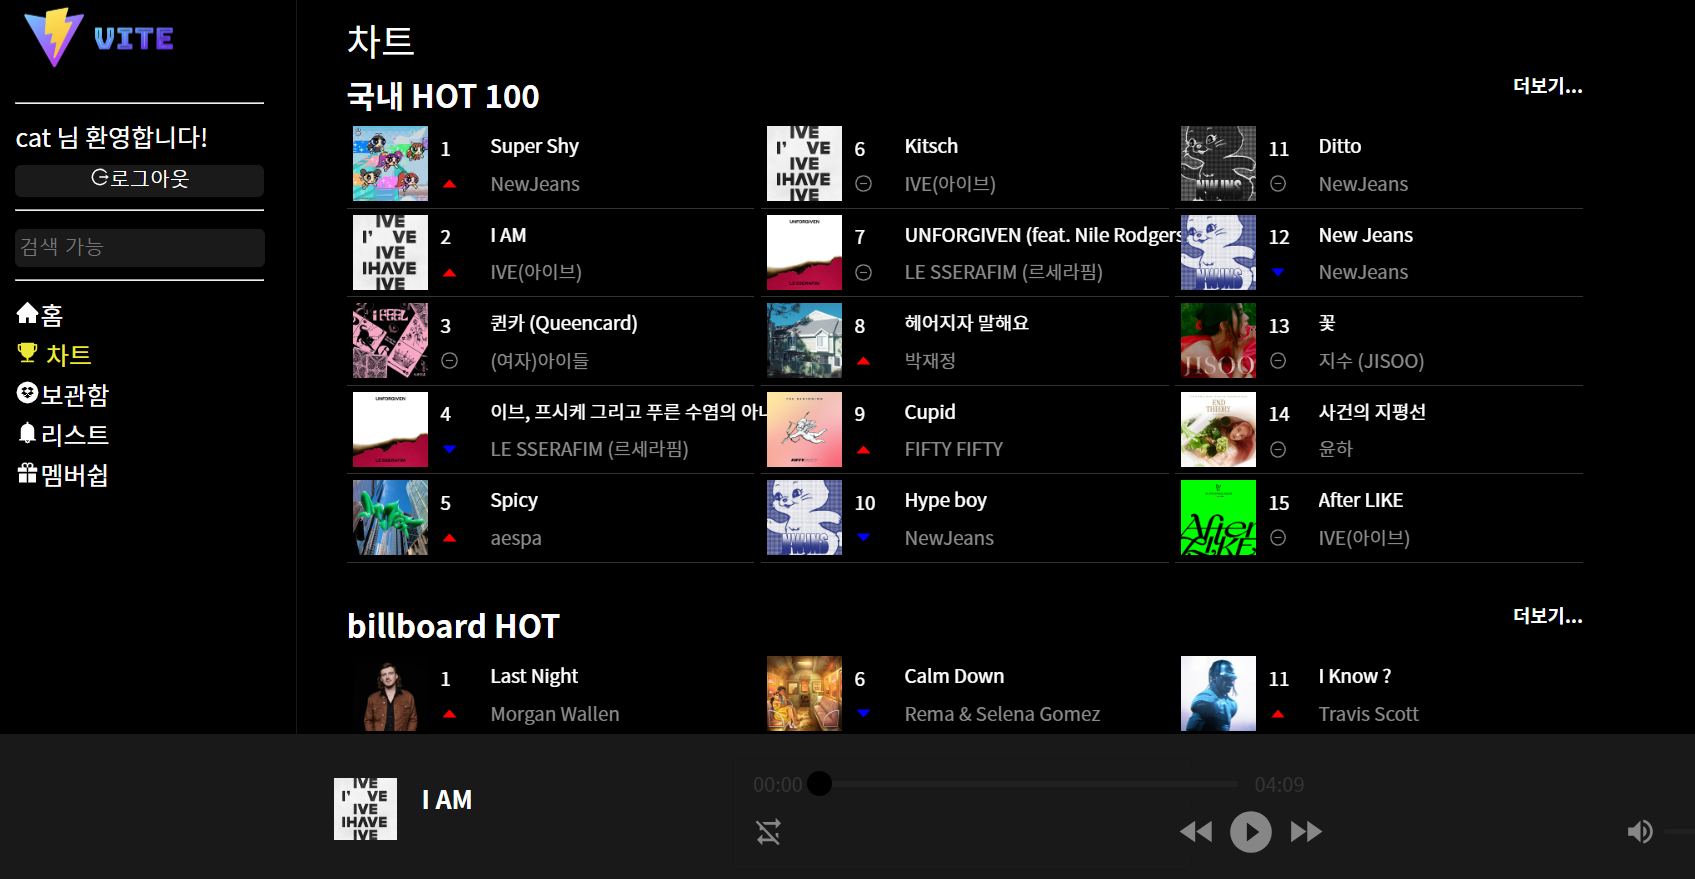 VITE
cat 님 환영합니다!
로그아웃
검색 가능
홈
차트
보관함
리스트
멤버쉽
차트
국내 HOT 100
더보기...
1
Super Shy
NewJeans
2
I AM
IVE(아이브)
3
퀸카 (Queencard)
(여자)아이들
4
이브, 프시케 그리고 푸른 수염의 아
LE SSERAFIM (르세라핌)
5
Spicy
aespa
6
Kitsch
IVE(아이브)
7
UNFORGIVEN (feat. Nile Rodgers
LE SSERAFIM (르세라핌)
8
헤어지자 말해요
박재정
9
Cupid
FIFTY FIFTY
10
Hype boy
NewJeans
11
Ditto
NewJeans
12
New Jeans
NewJeans
13
꽃
지수 (JISOO)
14
사건의 지평선
윤하
15
After LIKE
IVE(아이브)
billboard HOT
더보기...
1
Last Night
Morgan Wallen
6
Calm Down
Rema & Selena Gomez
11
I Know ?
Travis Scott
I AM
00:00
04:09